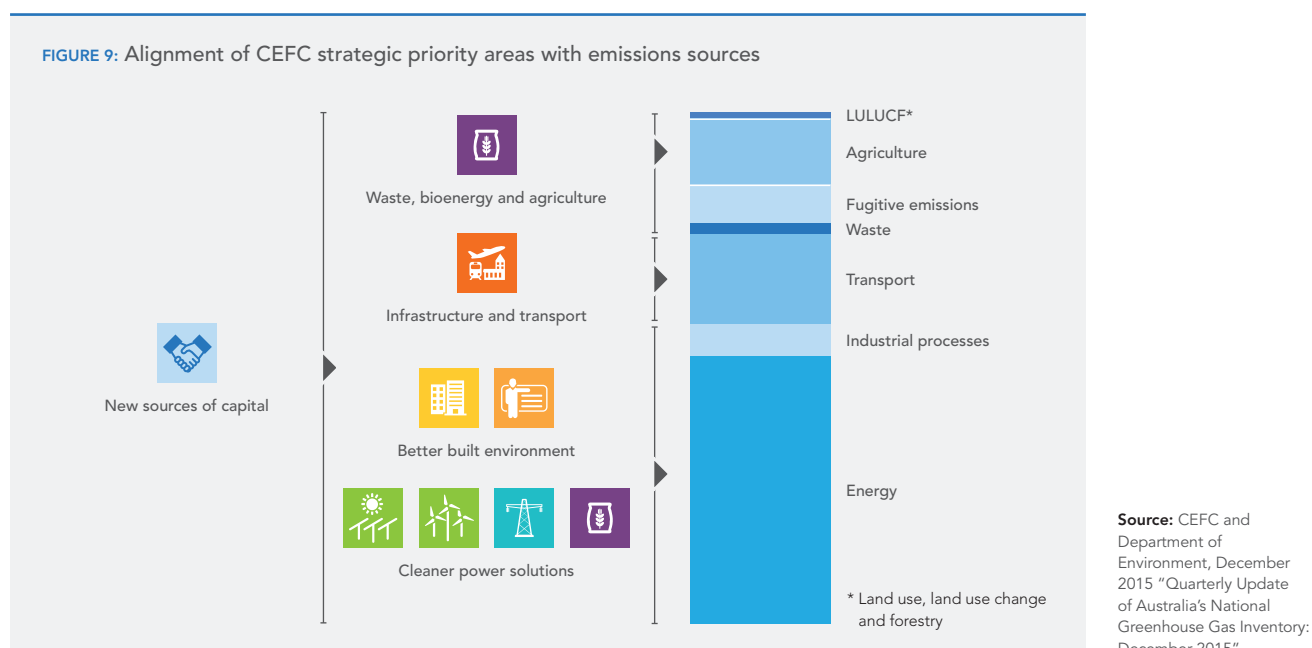 FIGURE 9: Alignment of CEFC strategic priority areas with emissions sources
New sources of capital
Waste, bioenergy and agriculture
Infrastructure and transport
Better built environment
Cleaner power solutions
LULUCF*
Agriculture
Fugitive emissions
Waste
Transport
Industrial processes
Energy
* Land use, land use change
and forestry
Source: CEFC and
Department of
Environment, December
2015 “Quarterly Update
of Australia’s National
Greenhouse Gas Inventory:
December 2015”